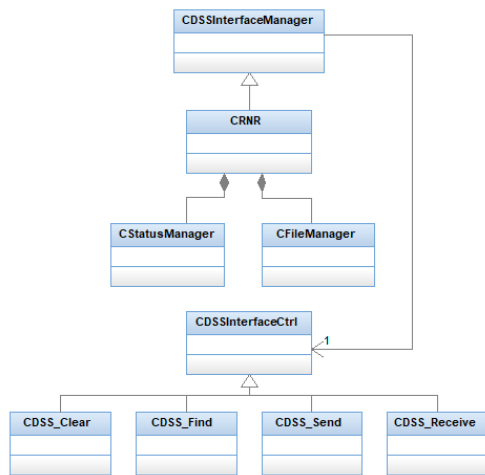 CDSSInterfaceManager
CRNR
CStatusManager
CFileManager
CDSSInterfaceCtrl
1
CDSS_Clear
CDSS_Find
CDSS_Send
CDSS_Receive